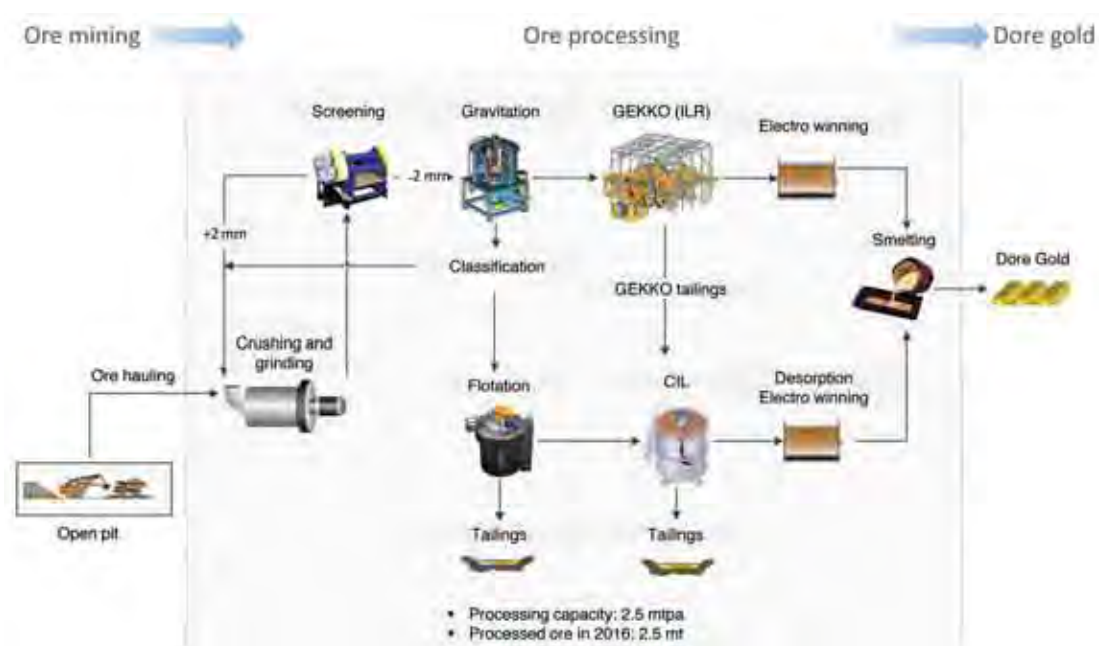 Ore mining
Ore processing
Dore gold
Screening
Gravitation
GEKKO (ILR)
Electro winning
-2 mm
+2 mm
Classification
GEKKO tailings
Smelting
Dore Gold
Crushing and
grinding
Ore hauling
Flotation
CIL
Desorption
Electro winning
Open pit
Tailings
Tailings
• Processing capacity: 2.5 mtpa
• Processed ore in 2016: 2.5 mt